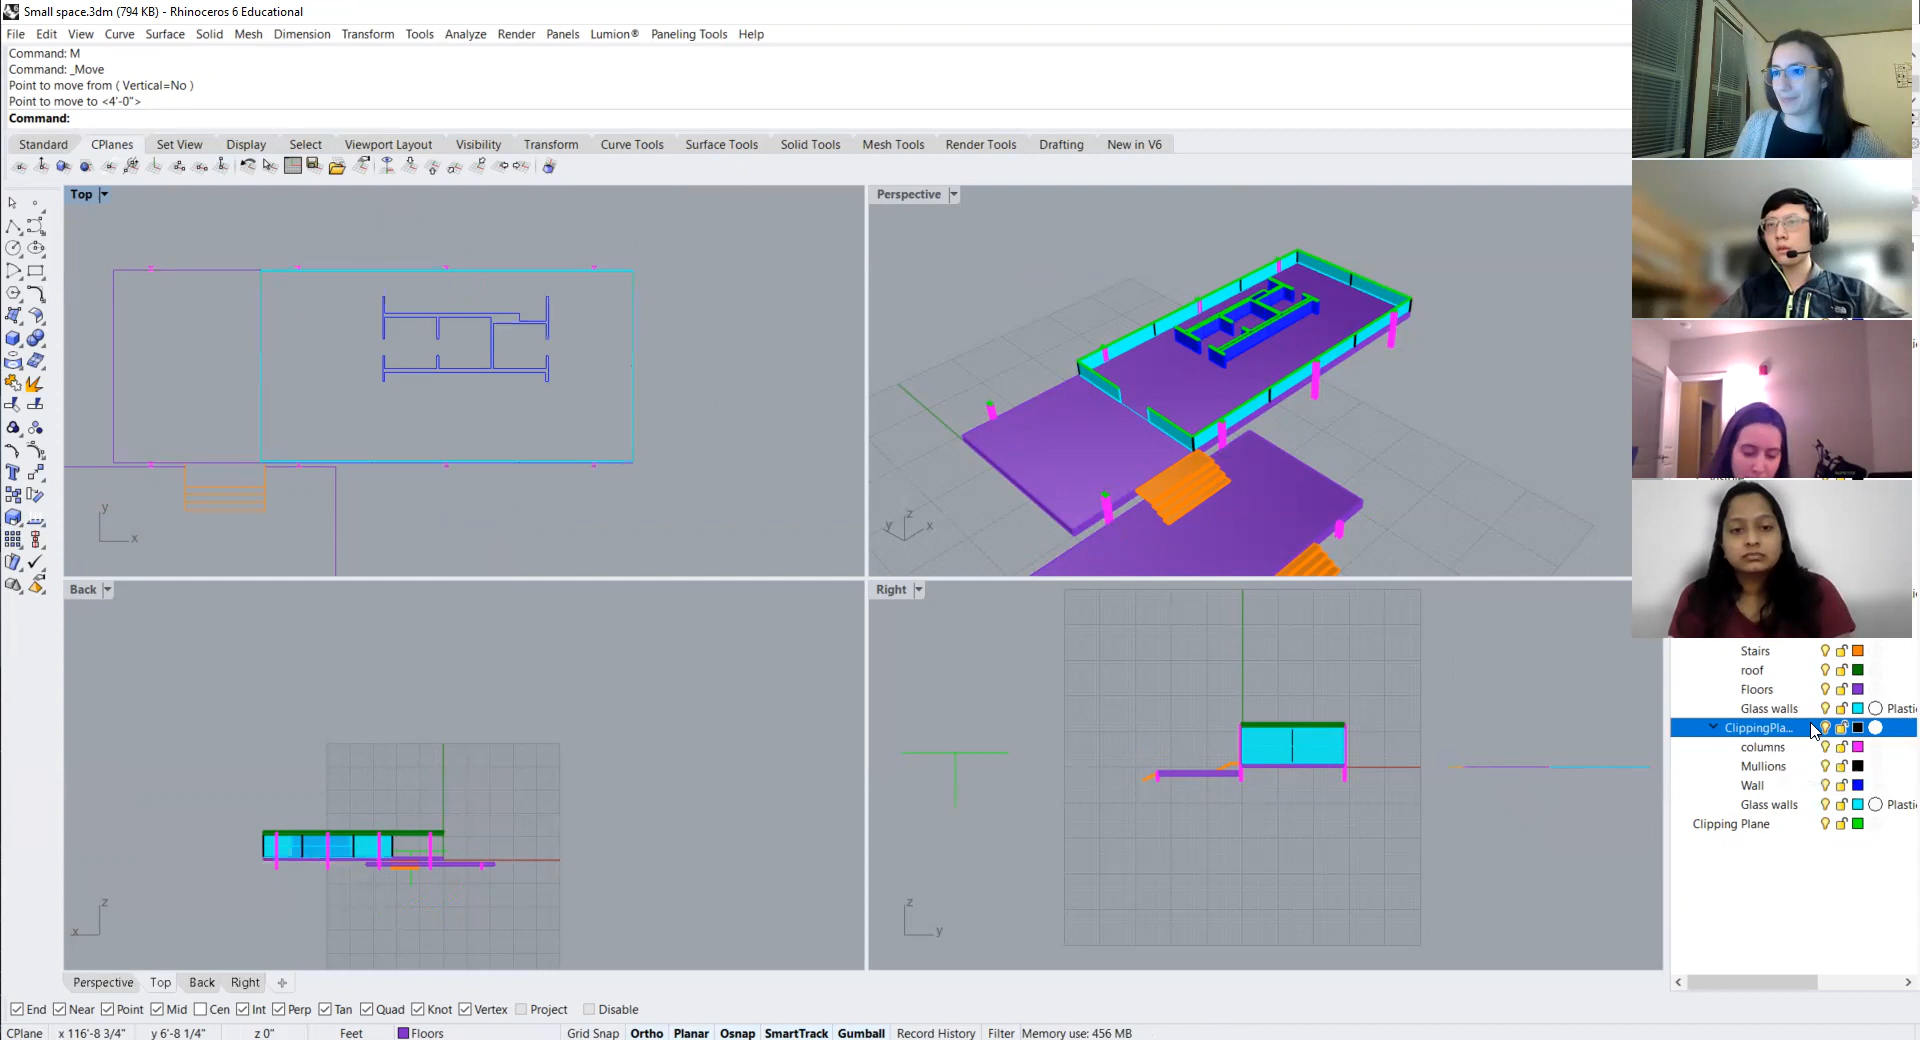 Small space.3dm (794 KB) - Rhinoceros 6 Educational
File Edit View Curve Surface Solid Mesh Dimension Transform Tools Analyze Render Panels Lumion® Paneling Tools Help
Command: M
Command: _Move
Point to move from ( Vertical=No )
Point to move to <4'-0">
Command:
Standard CPlanes Set View Display Select Viewport Layout Visibility Transform Curve Tools Surface Tools Solid Tools Mesh Tools Render Tools Drafting New in V6
Top
Perspective
y
x
z
y
x
Back
Right
z
x
z
y
Stairs
roof
Floors
Glass walls Plasti
ClippingPla...
columns
Mullions
Wall
Glass walls Plasti
Clipping Plane
Perspective Top Back Right
End Near Point Mid Cen Int Perp Tan Quad Knot Vertex Project Disable
CPlane x 116'-8 3/4" y 6'-8 1/4" z 0" Feet Floors Grid Snap Ortho Planar Osnap SmartTrack Gumball Record History Filter Memory use: 456 MB